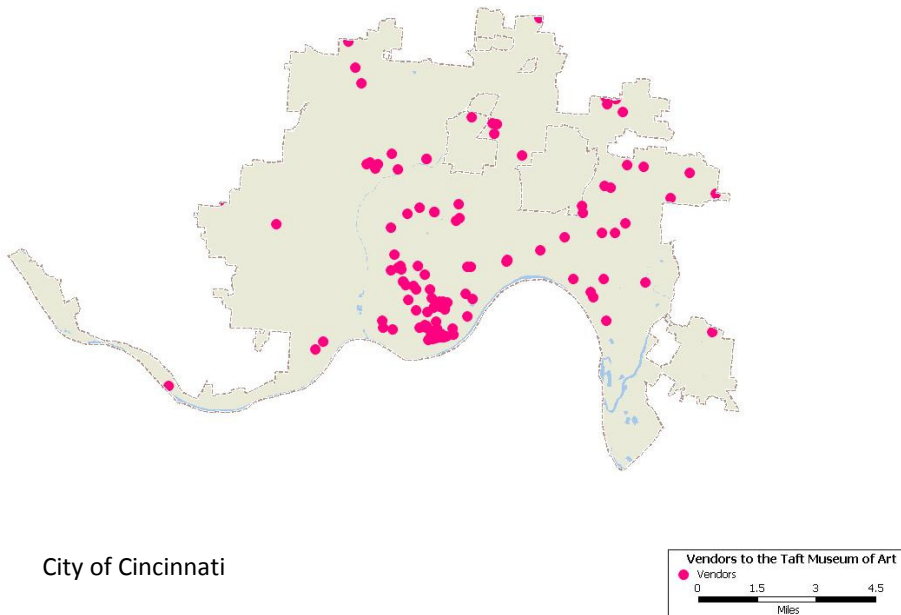 City of Cincinnati
Vendors to the Taft Museum of Art
Vendors
0 1.5 3 4.5
Miles